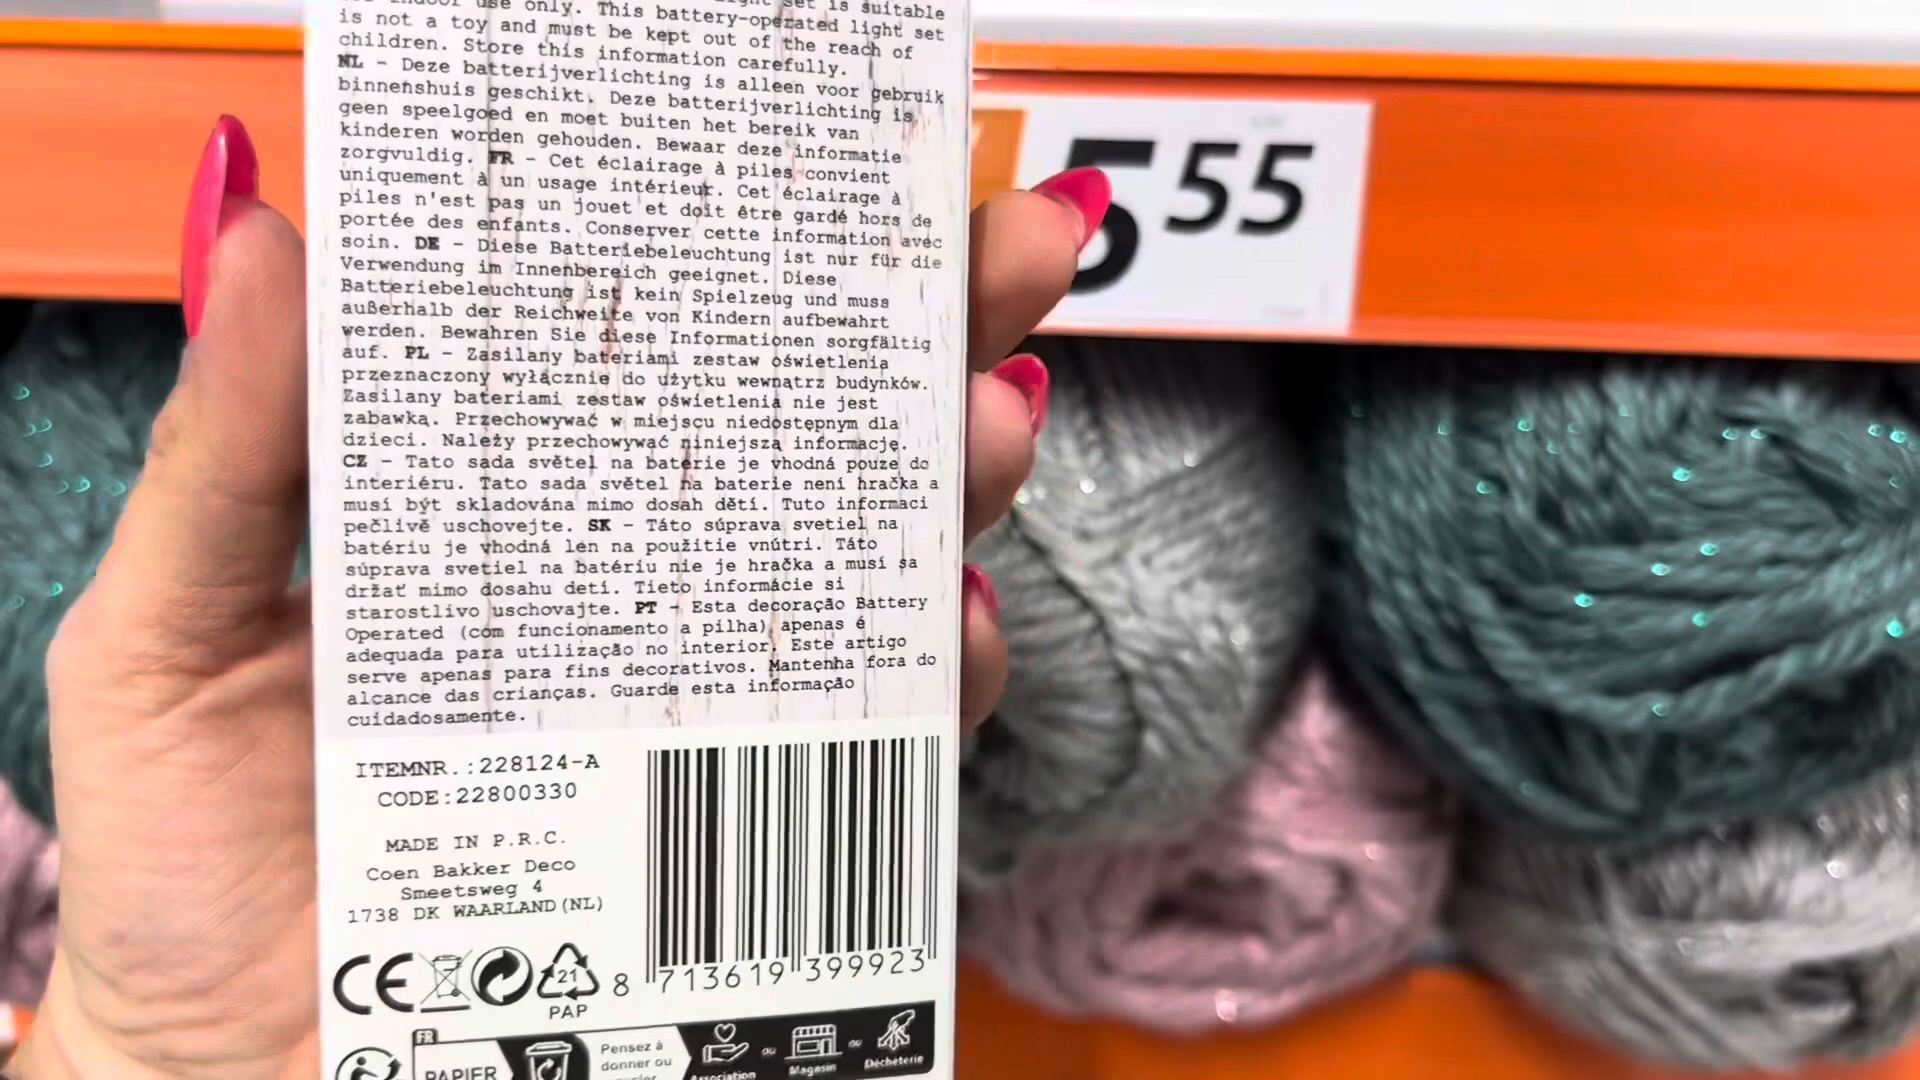 use only. This battery-operated light set
is suitable
is not a toy and must be kept out of the reach of
children. Store this information carefully.
NL - Deze batterijverlichting is alleen voor gebruik
binnenshuis geschikt. Deze batterijverlichting is
geen speelgoed en moet buiten het bereik van
kinderen worden gehouden. Bewaar deze informatie
zorgvuldig. FR - Cet éclairage à piles convient
uniquement à un usage intérieur. Cet éclairage à
piles n'est pas un jouet et doit être gardé hors de
portée des enfants. Conserver cette information avec
soin. DE - Diese Batteriebeleuchtung ist nur für die
Verwendung im Innenbereich geeignet. Diese
Batteriebeleuchtung ist kein Spielzeug und muss
außerhalb der Reichweite von Kindern aufbewahrt
werden. Bewahren Sie diese Informationen sorgfältig
auf. PL - Zasilany bateriami zestaw oświetlenia
przeznaczony wyłącznie do użytku wewnątrz budynków.
Zasilany bateriami zestaw oświetlenia nie jest
zabawką. Przechowywać w miejscu niedostępnym dla
dzieci. Należy przechowywać niniejszą informację.
CZ - Tato sada světel na baterie je vhodná pouze do
interiéru. Tato sada světel na baterie není hračka a
musí být skladována mimo dosah dětí. Tuto informaci
pečlivě uschovejte. SK - Táto súprava svetiel na
batériu je vhodná len na použitie vnútri. Táto
súprava svetiel na batériu nie je hračka a musí sa
držať mimo dosahu detí. Tieto informácie si
starostlivo uschovajte. PT - Esta decoração Battery
Operated (com funcionamento a pilha) apenas é
adequada para utilização no interior. Este artigo
serve apenas para fins decorativos. Mantenha fora do
alcance das crianças. Guarde esta informação
cuidadosamente.
ITEMNR.:228124-A
CODE:22800330
MADE IN P.R.C.
Coen Bakker Deco
Smeetsweg 4
1738 DK WAARLAND(NL)
CE
21
PAP
8 713619 399923
FR
PAPIER
Pensez à
donner ou
Association
ou
Magasin
ou
Déchèterie
5 55